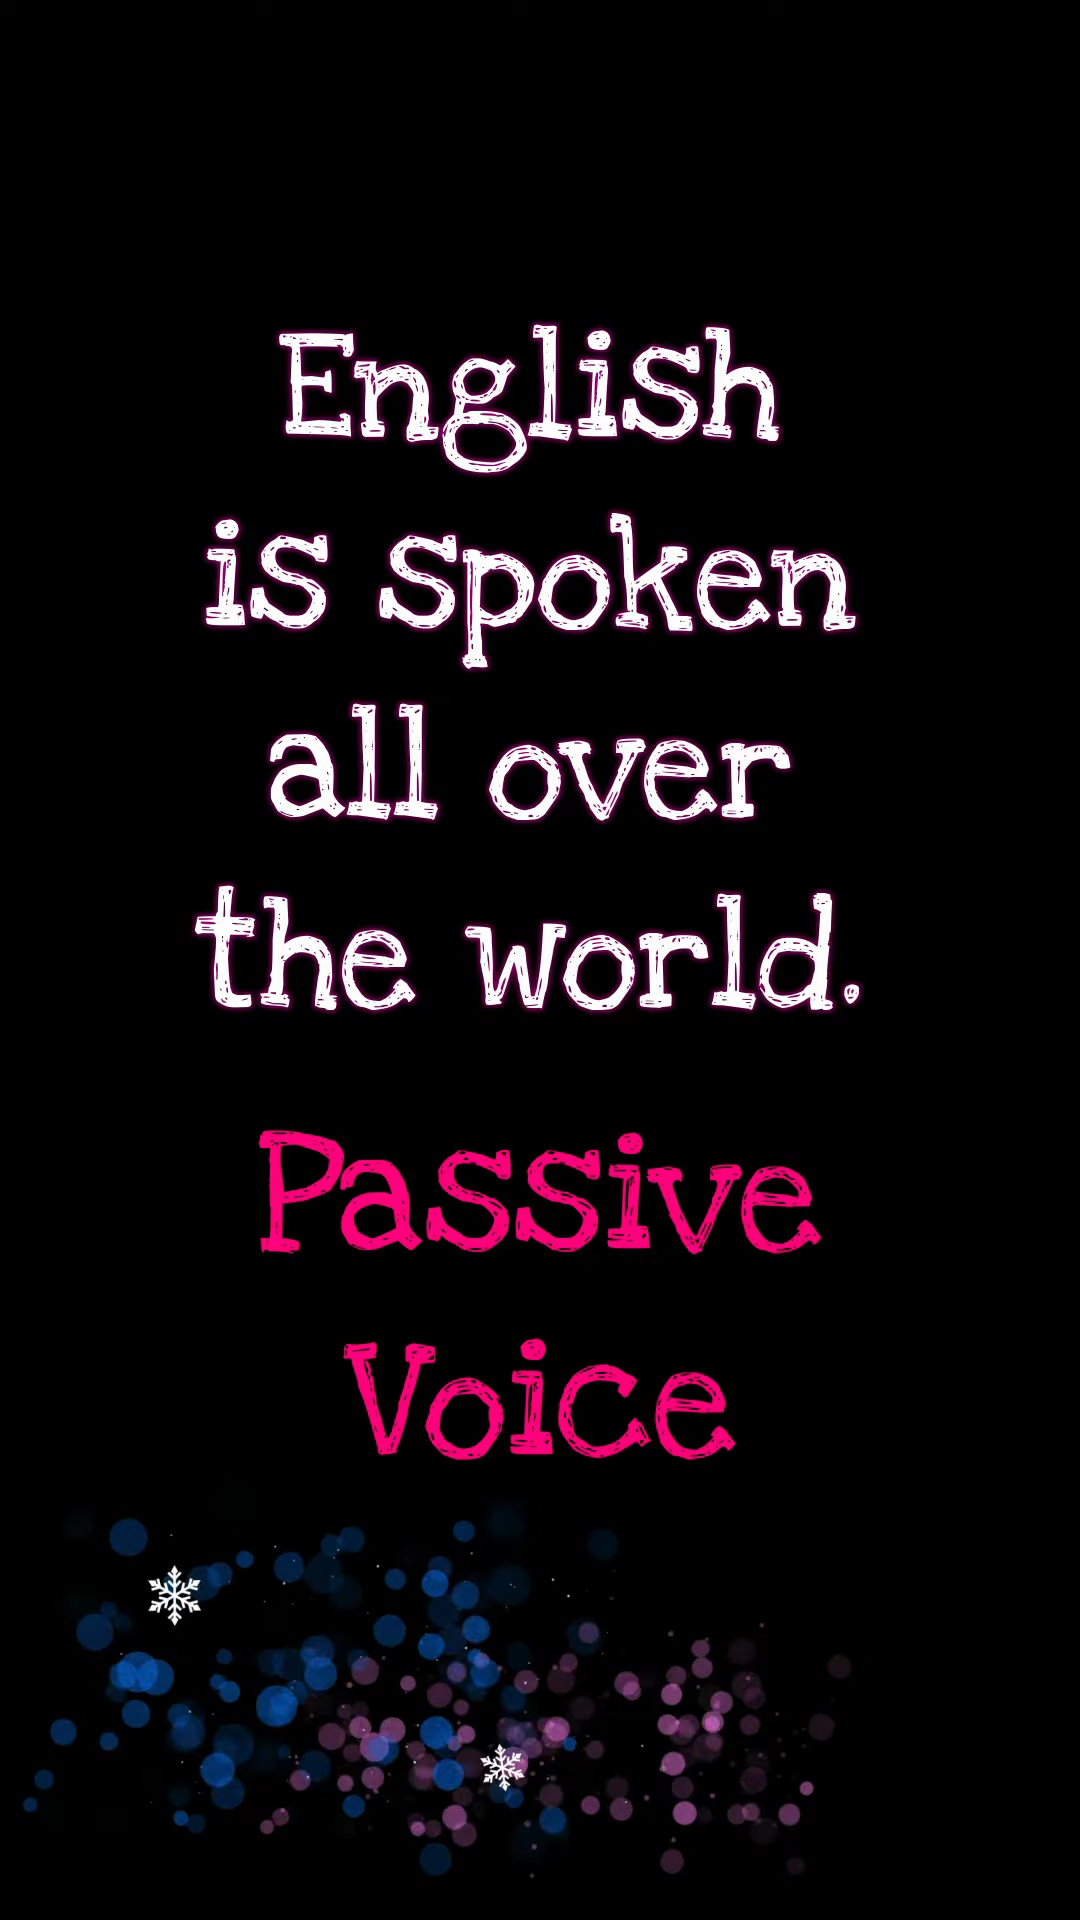 English
is spoken
all over
the world.
Passive
Voice